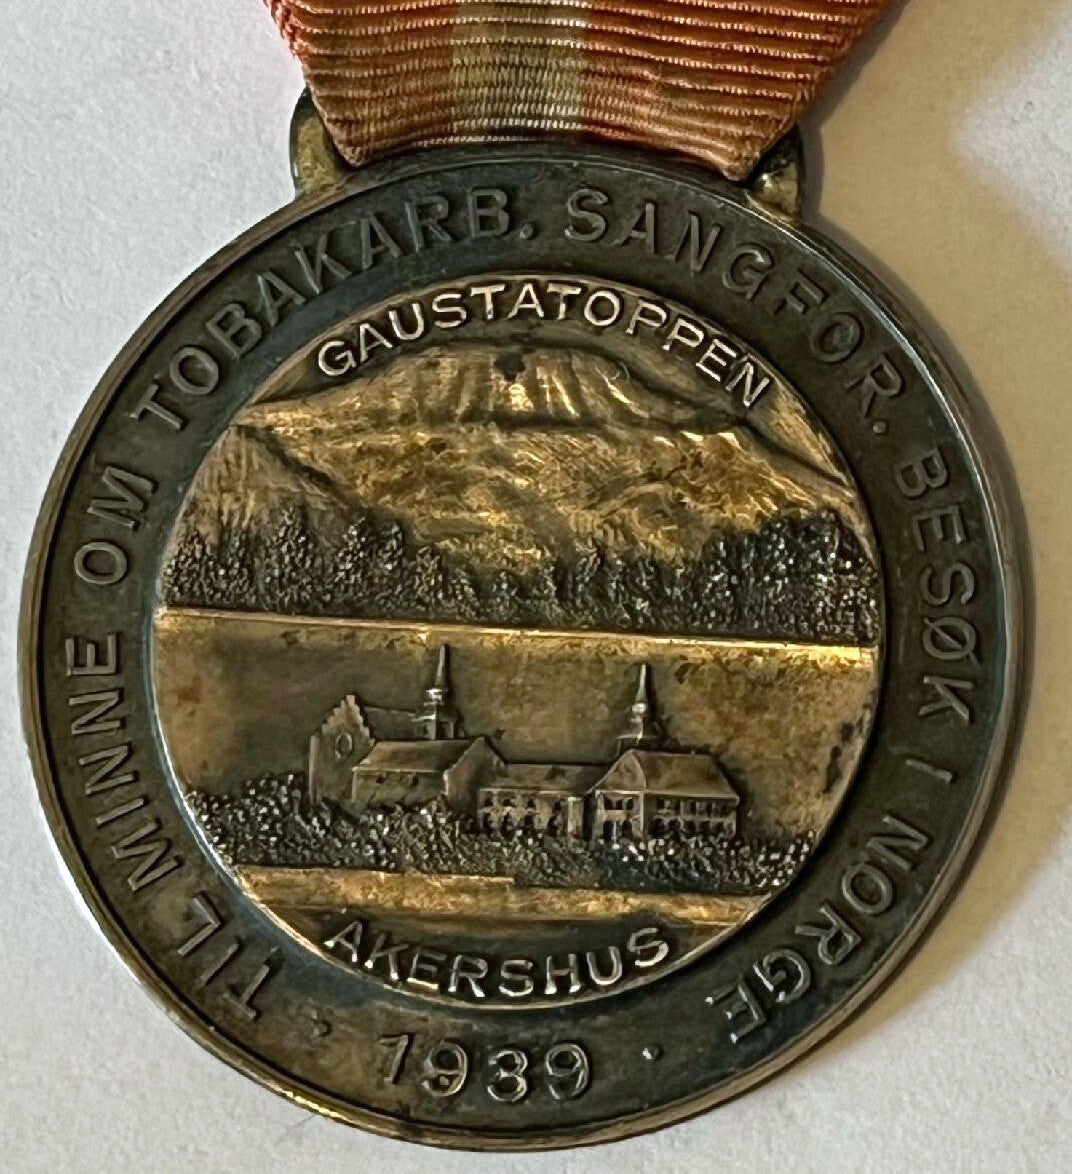 TIL MINNE OM TOBAKARB. SANGFOR. BESØK I NORGE
· 1939 ·
GAUSTATOPPEN
AKERSHUS